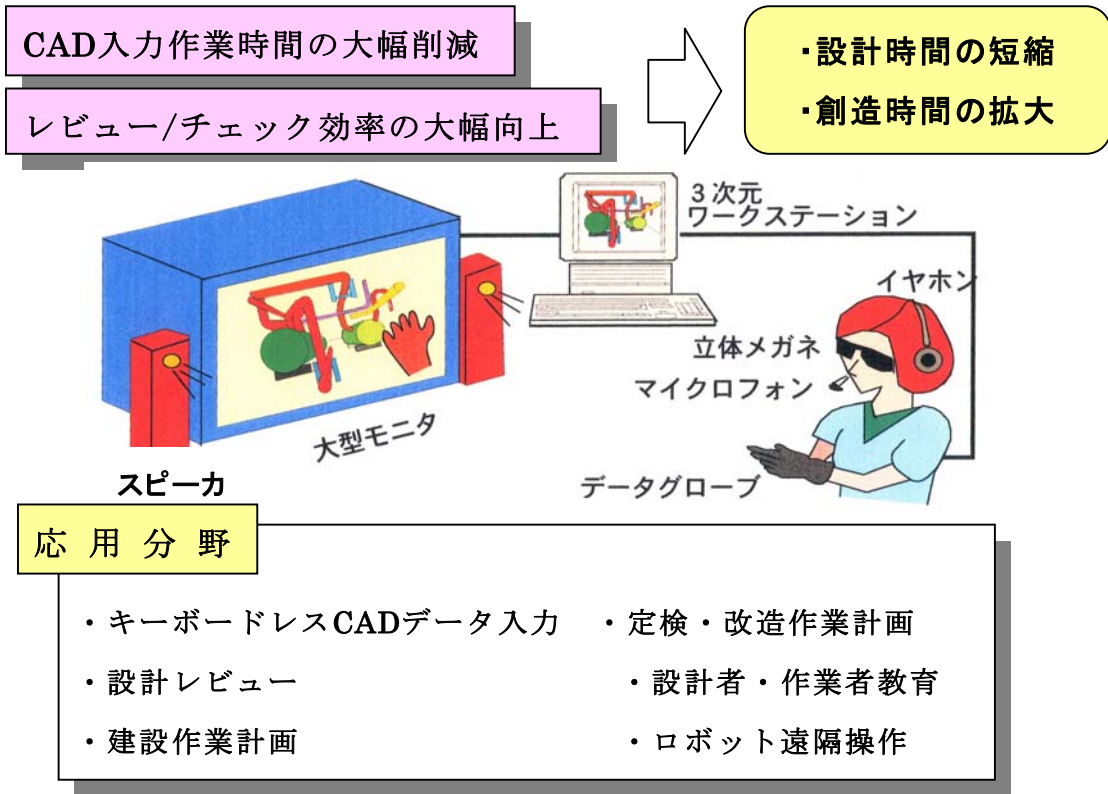 CAD入力作業時間の大幅削減
レビュー/チェック効率の大幅向上
・設計時間の短縮
・創造時間の拡大
3次元
ワークステーション
イヤホン
立体メガネ
マイクロフォン
大型モニタ
スピーカ
データグローブ
応用分野
・キーボードレスCADデータ入力
・定検・改造作業計画
・設計レビュー
・設計者・作業者教育
・建設作業計画
・ロボット遠隔操作